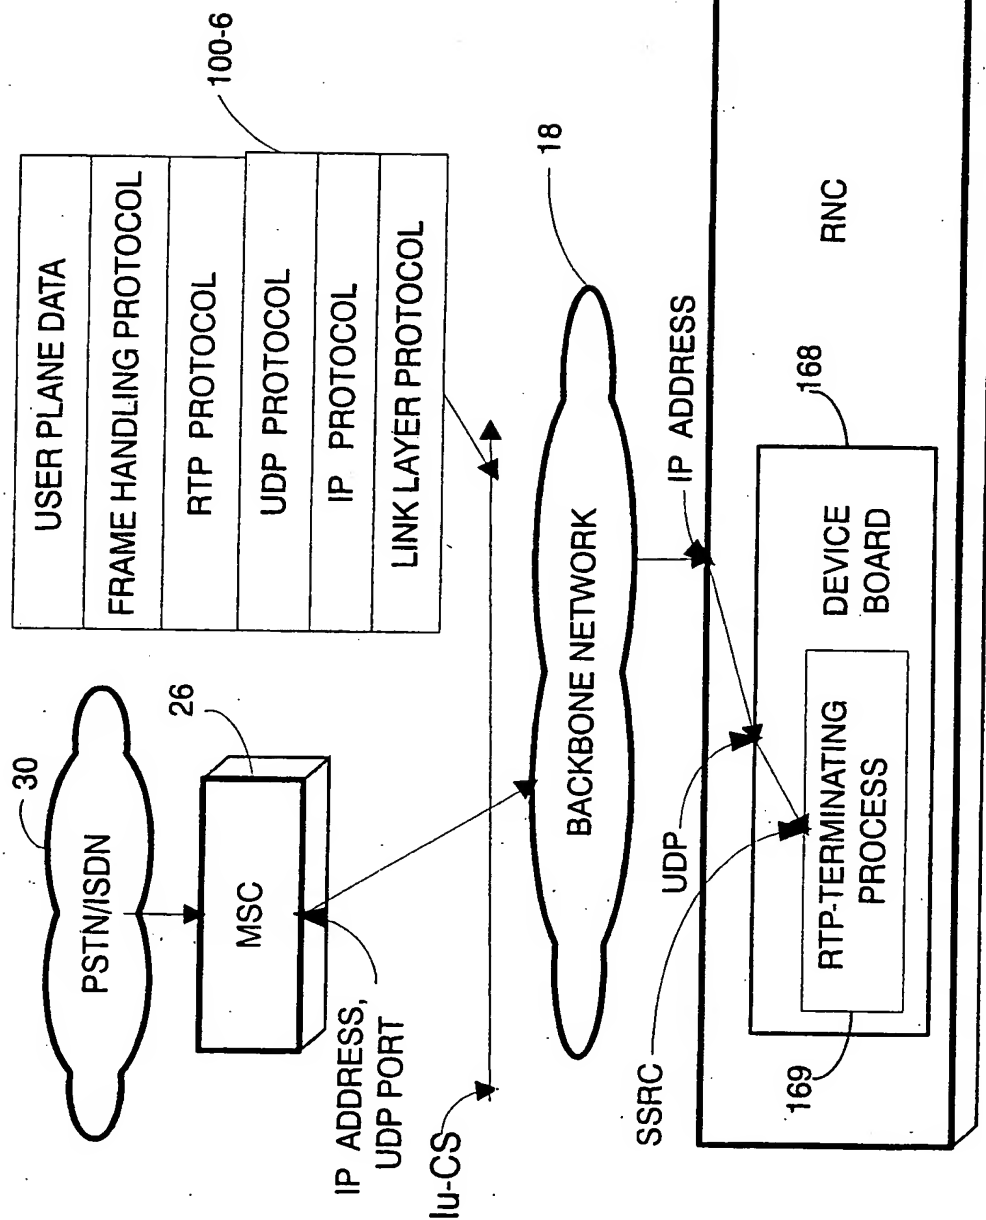 30
PSTN/ISDN
26
MSC
IP ADDRESS,
UDP PORT
Iu-CS
USER PLANE DATA
FRAME HANDLING PROTOCOL
RTP PROTOCOL
UDP PROTOCOL
IP PROTOCOL
LINK LAYER PROTOCOL
100-6
18
BACKBONE NETWORK
IP ADDRESS
UDP
SSRC
168
RNC
DEVICE
BOARD
RTP-TERMINATING
PROCESS
169